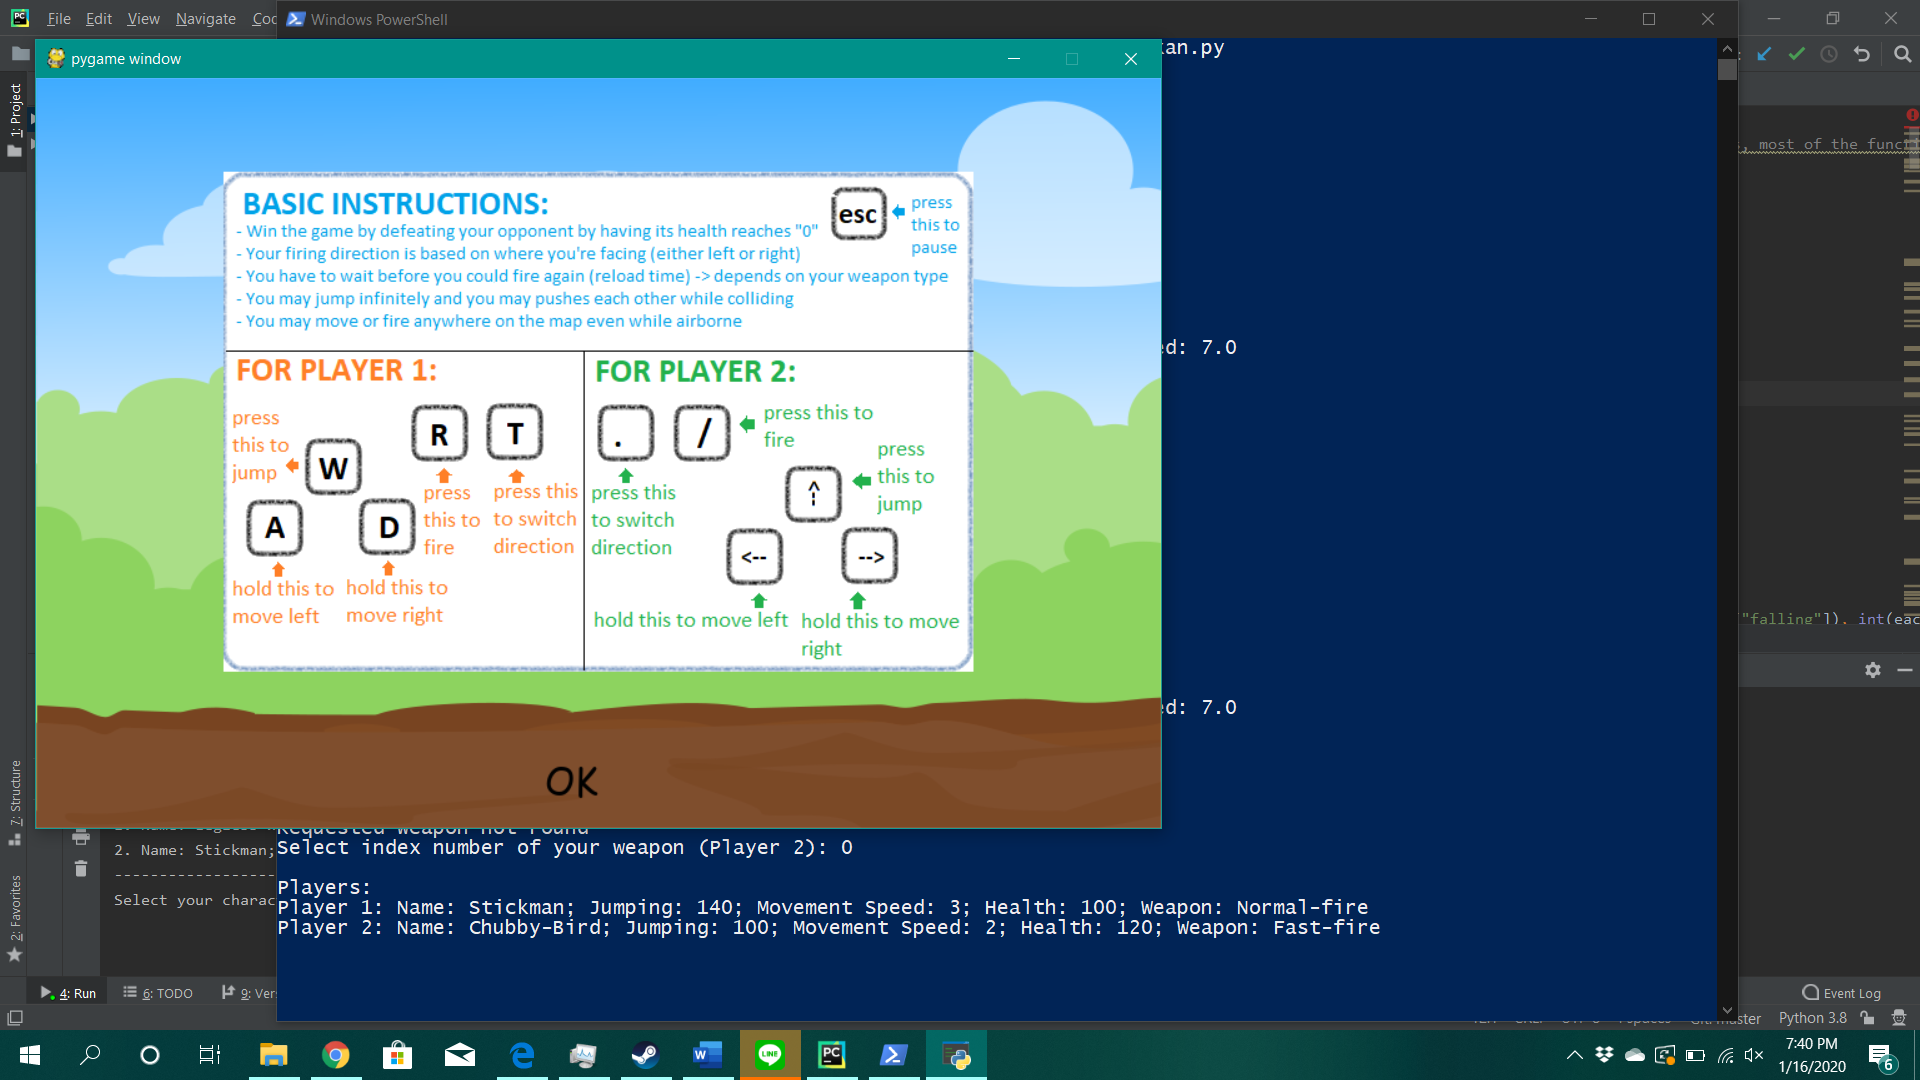 File Edit View Navigate
Windows PowerShell
pygame window
an.py
1: Project
, most of the funct
BASIC INSTRUCTIONS:
- Win the game by defeating your opponent by having its health reaches "0"
- Your firing direction is based on where you're facing (either left or right)
- You have to wait before you could fire again (reload time) -> depends on your weapon type
- You may jump infinitely and you may pushes each other while colliding
- You may move or fire anywhere on the map even while airborne
esc
press
this to
pause
ed: 7.0
FOR PLAYER 1:
press
this to
jump
W
A
D
R
T
press
this to
fire
press this
to switch
direction
hold this to
move left
hold this to
move right
FOR PLAYER 2:
.
/
press this to
fire
press this
to switch
direction
^
press
this to
jump
<--
-->
hold this to move left
hold this to move
right
"falling"]), int(eac
ed: 7.0
OK
7: Structure
2: Favorites
2. Name: Stickman;
-------------------
Select your charac
Requested weapon not found
Select index number of your weapon (Player 2): 0
Players:
Player 1: Name: Stickman; Jumping: 140; Movement Speed: 3; Health: 100; Weapon: Normal-fire
Player 2: Name: Chubby-Bird; Jumping: 100; Movement Speed: 2; Health: 120; Weapon: Fast-fire
4: Run 6: TODO 9: Ver
Event Log
Python 3.8
7:40 PM
1/16/2020
6